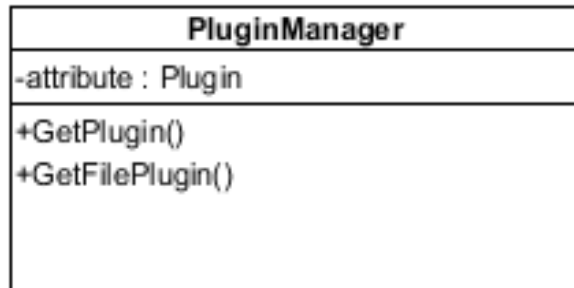 PluginManager
-attribute : Plugin
+GetPlugin()
+GetFilePlugin()